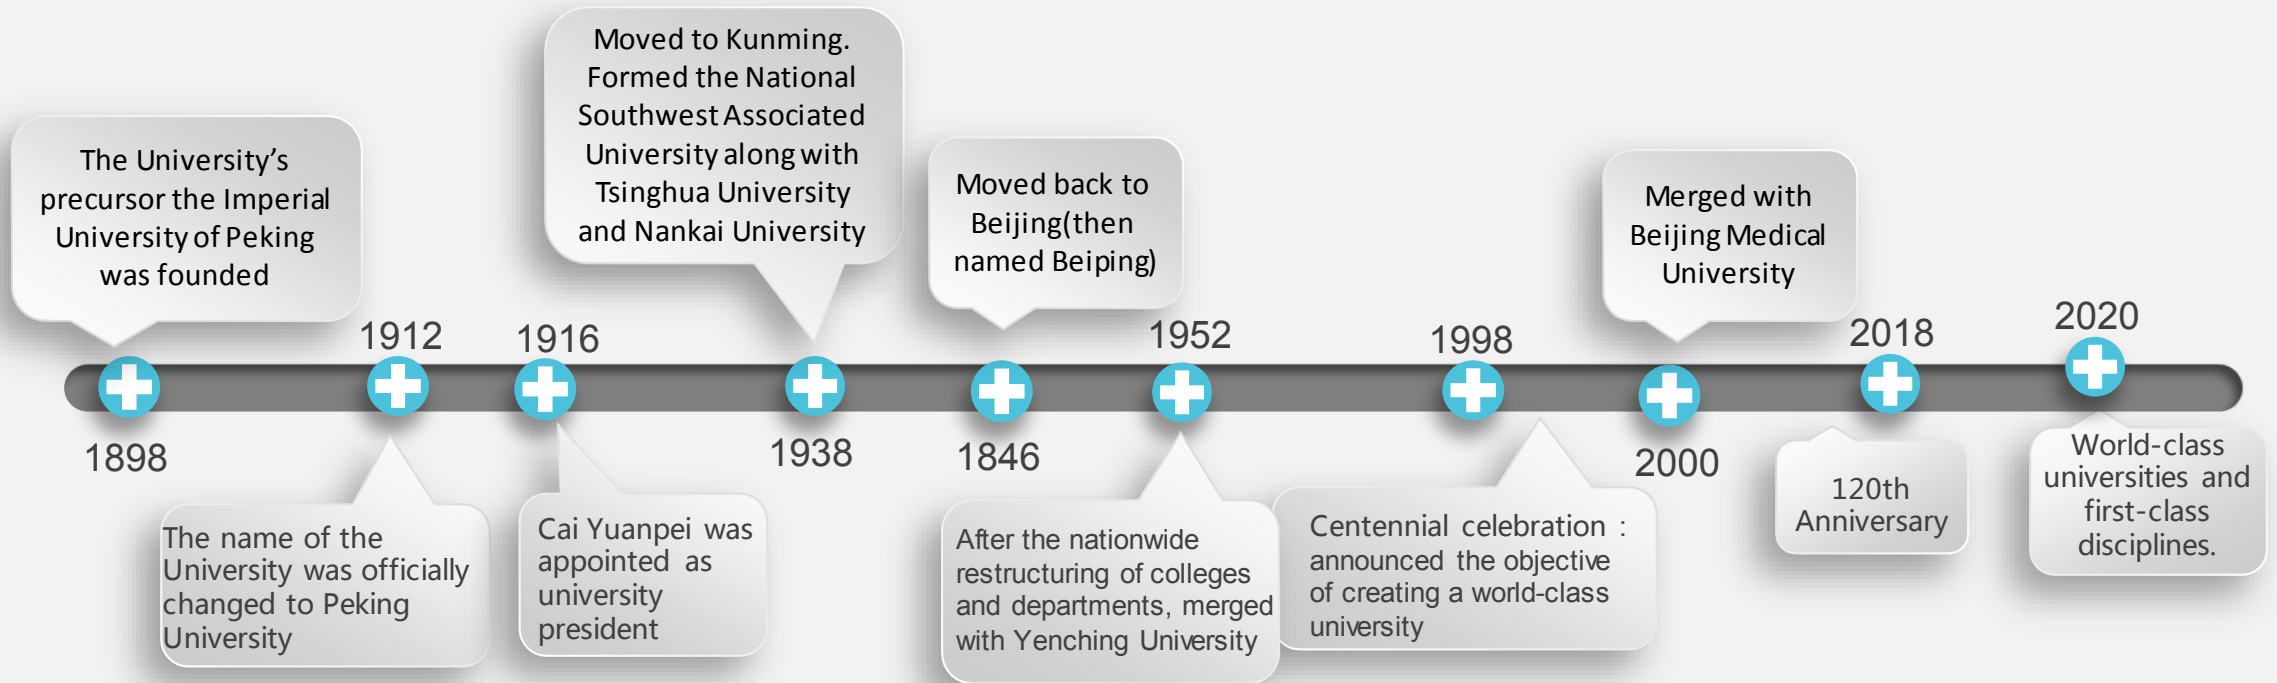 The University’s
precursor the Imperial
University of Peking
was founded
1898
1912
The name of the
University was officially
changed to Peking
University
1916
Cai Yuanpei was
appointed as
university
president
Moved to Kunming.
Formed the National
Southwest Associated
University along with
Tsinghua University
and Nankai University
1938
Moved back to
Beijing(then
named Beiping)
1846
1952
After the nationwide
restructuring of colleges
and departments, merged
with Yenching University
1998
Centennial celebration :
announced the objective
of creating a world-class
university
Merged with
Beijing Medical
University
2000
2018
120th
Anniversary
2020
World-class
universities and
first-class
disciplines.